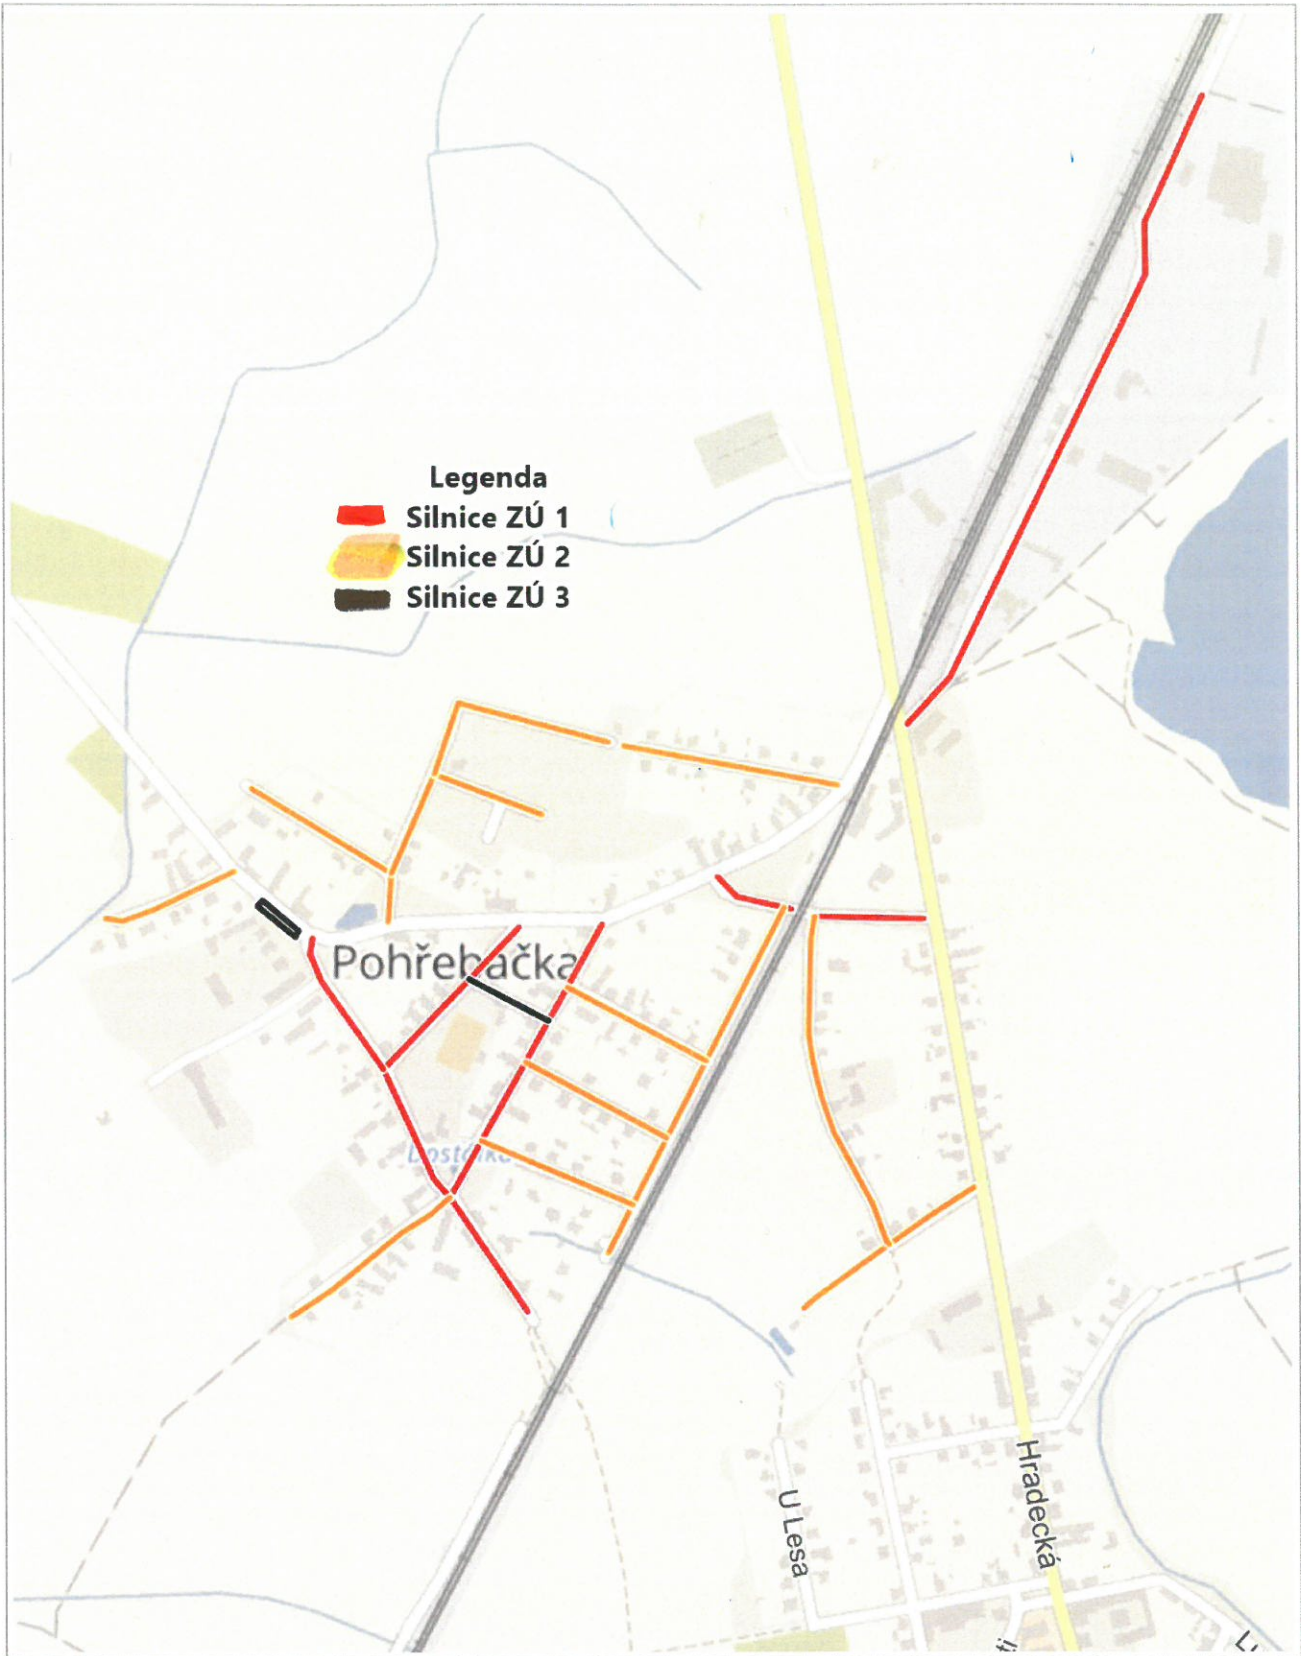 Legenda
Silnice ZÚ 1
Silnice ZÚ 2
Silnice ZÚ 3
Pohřebačka
Hradecká
U Lesa